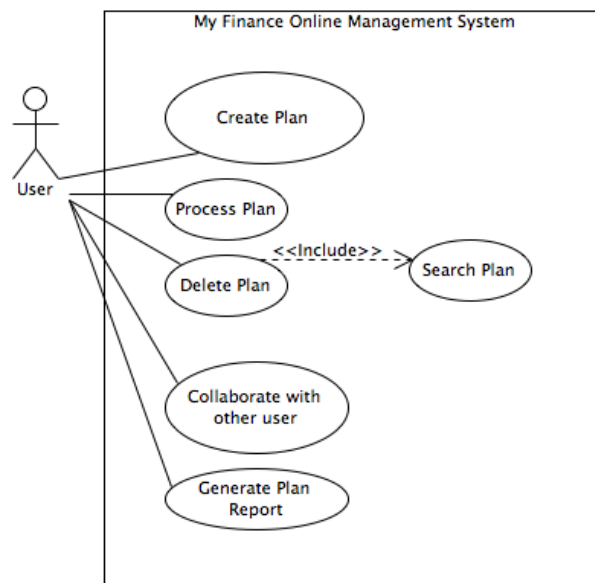 My Finance Online Management System
Create Plan
User
Process Plan
<<Include>>
Delete Plan
Search Plan
Collaborate with
other user
Generate Plan
Report